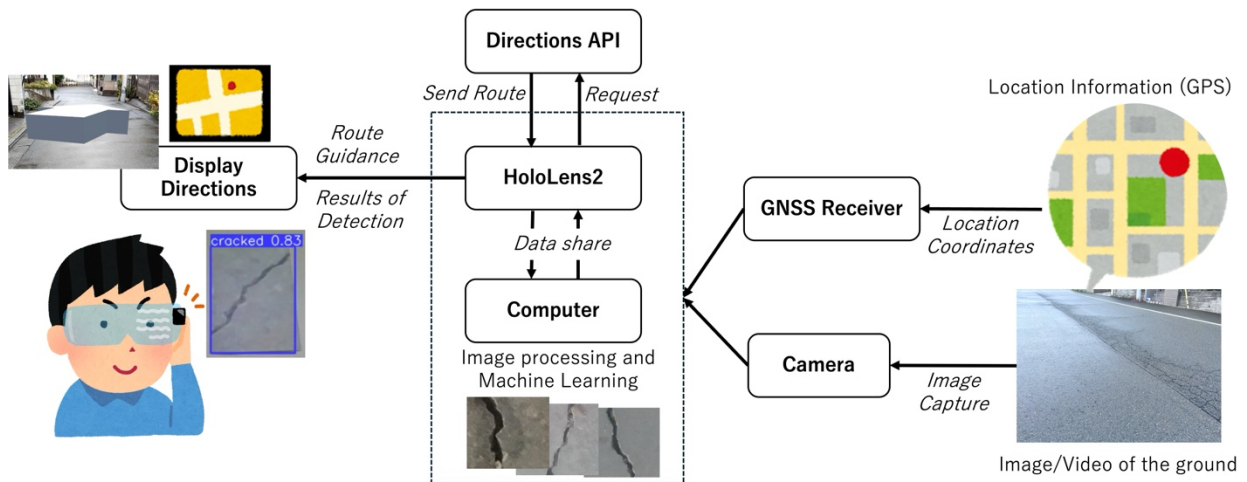 Directions API
Send Route
Request
Location Information (GPS)
Route
Guidance
Display
Directions
HoloLens2
Results of
Detection
GNSS Receiver
Location
Coordinates
cracked 0.83
Data share
Computer
Image processing and
Machine Learning
Camera
Image
Capture
Image/Video of the ground